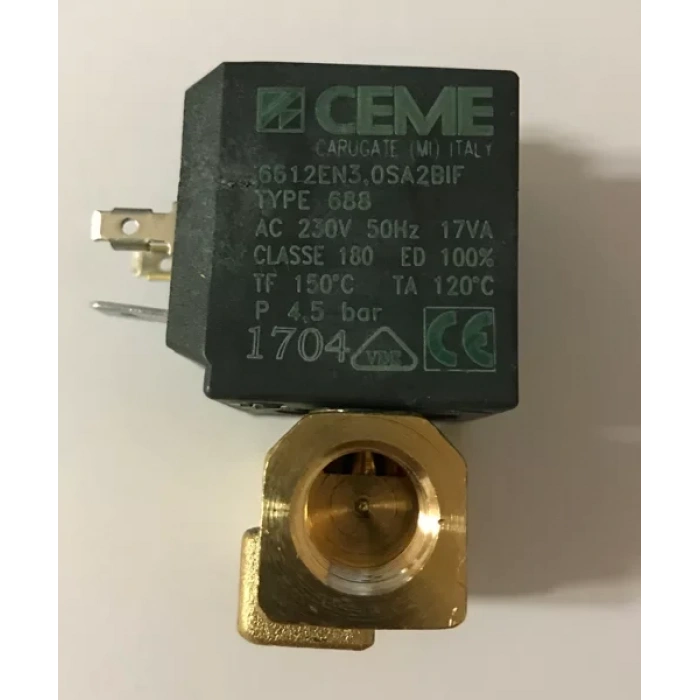 CEME
CARUGATE (MI) ITALY
6612EN3,0SA2BIF
TYPE 688
AC 230V 50Hz 17VA
CLASSE 180 ED 100%
TF 150°C TA 120°C
P 4,5 bar
1704 VDE CE